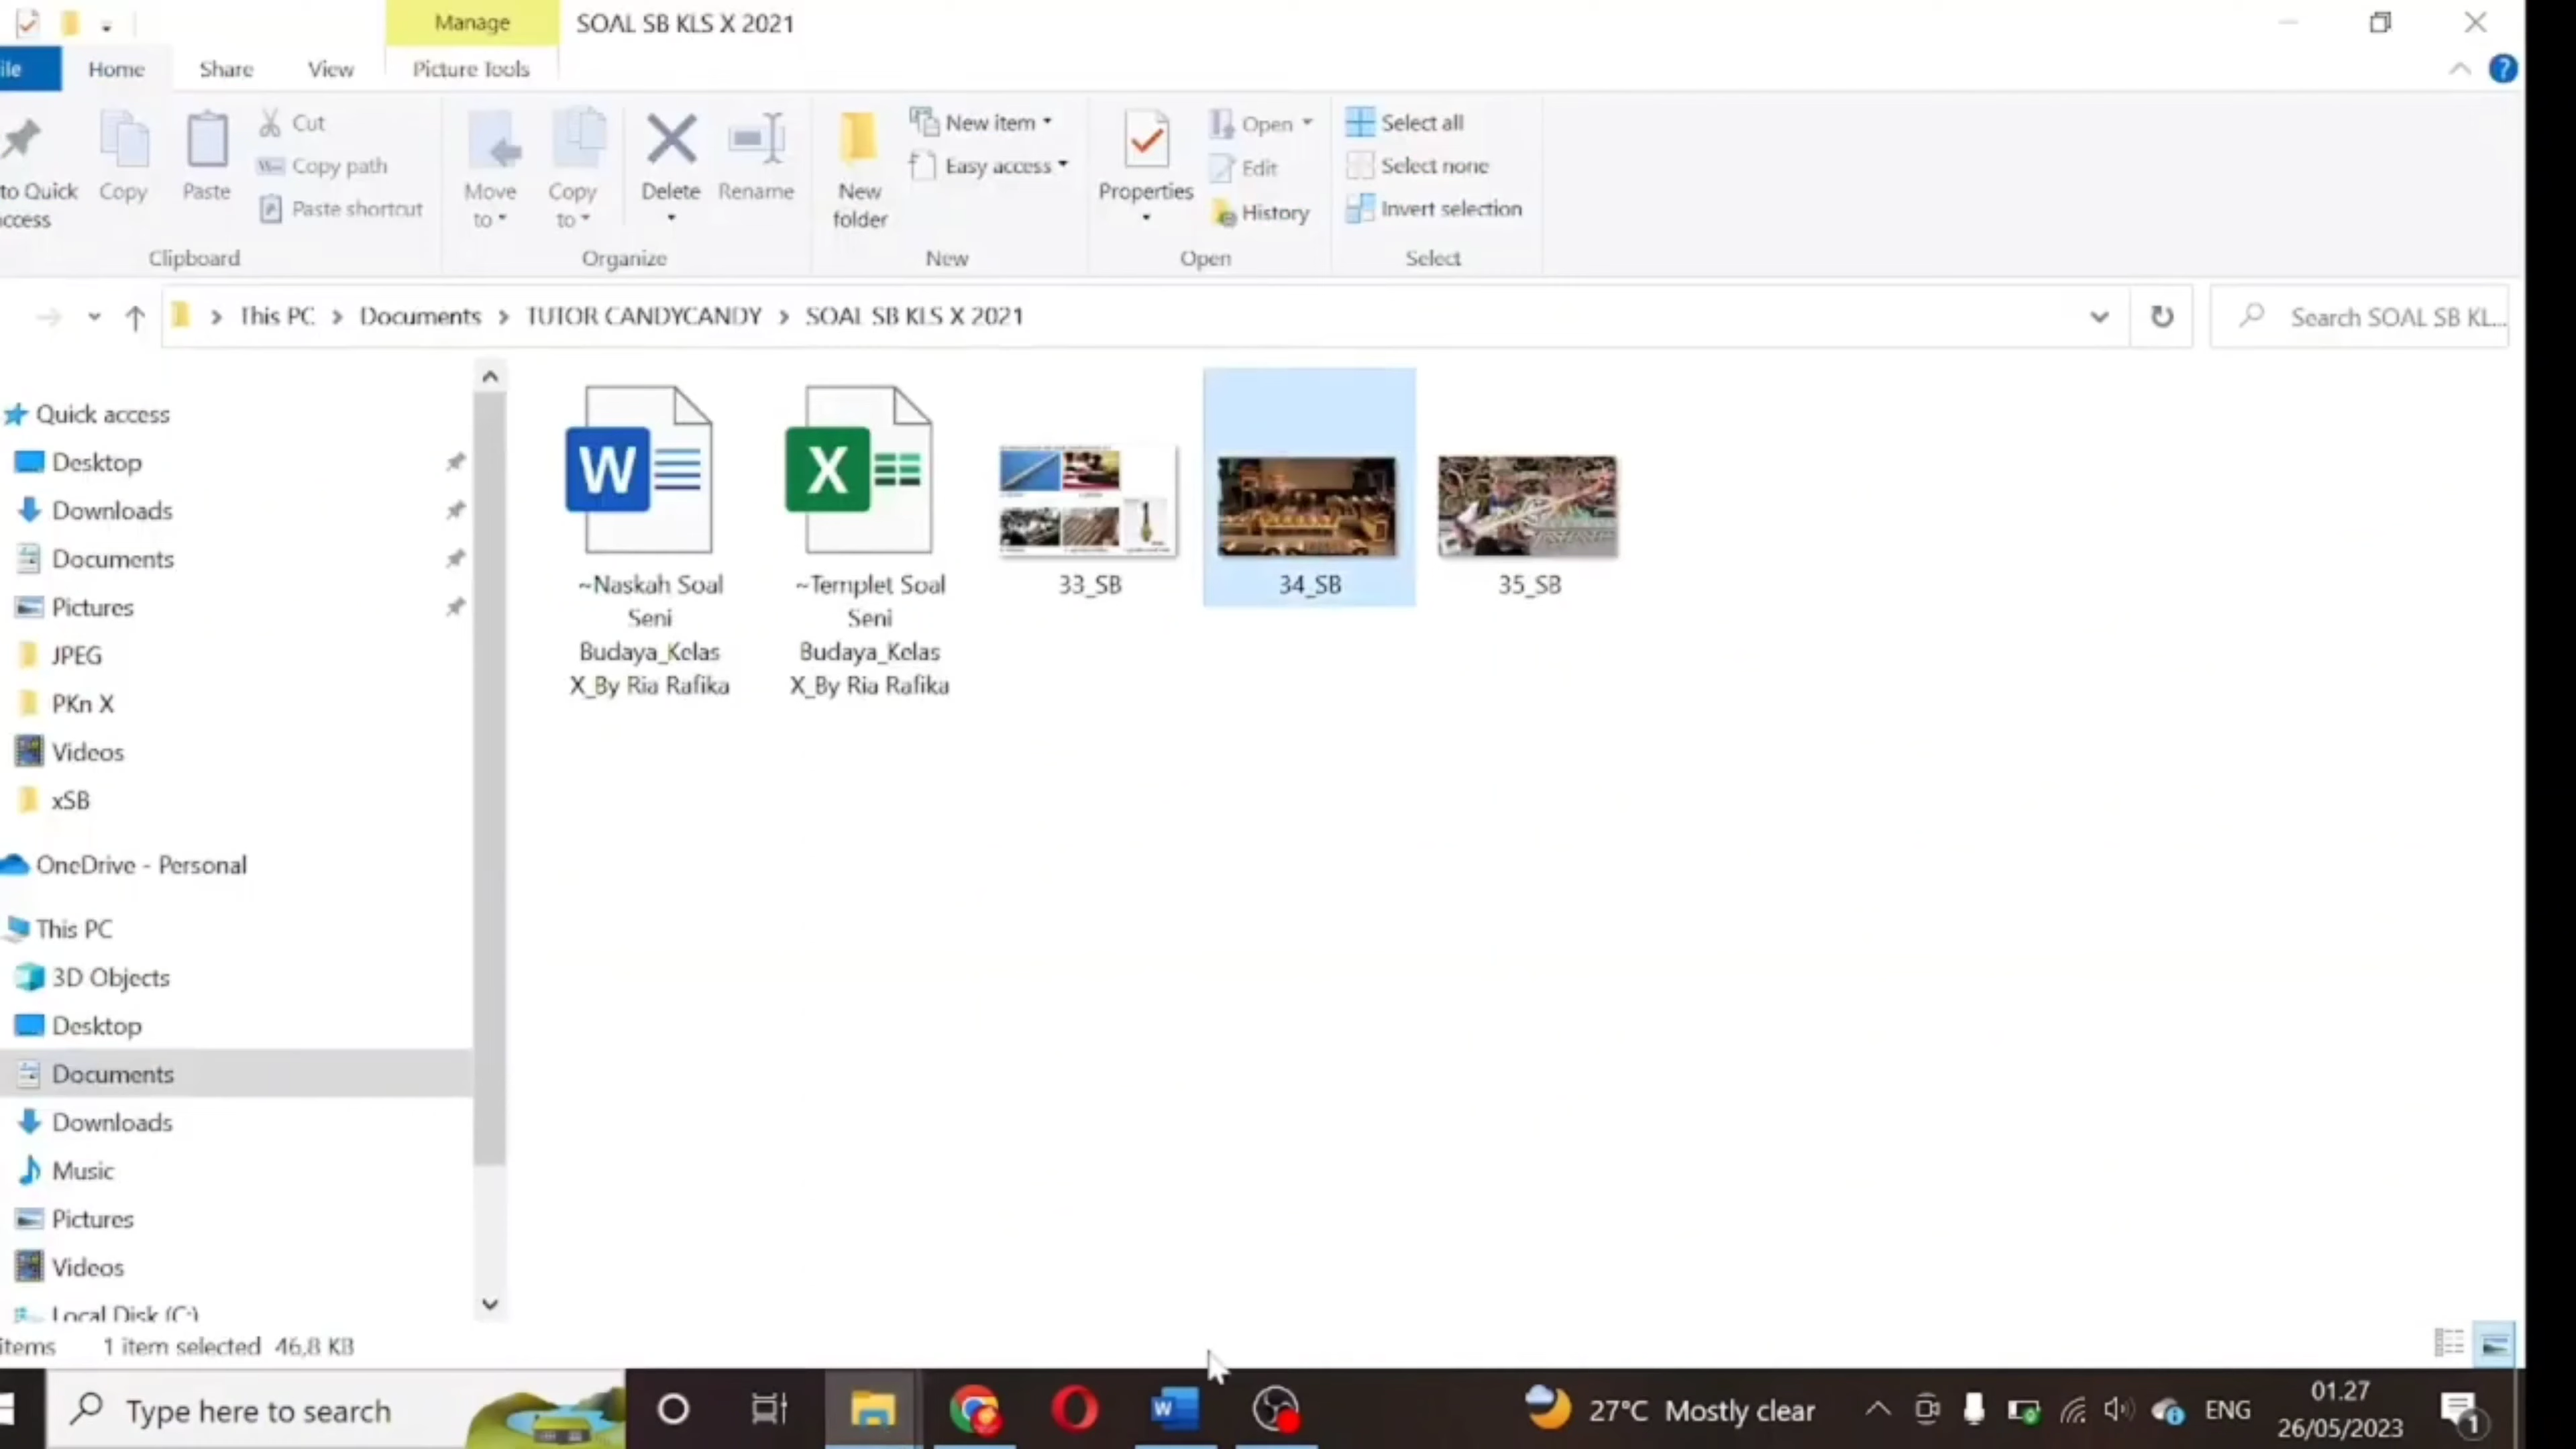 Manage
SOAL SB KLS X 2021
ile
Home
Share
View
Picture Tools
to Quick
ccess
Copy
Paste
Cut
Copy path
Paste shortcut
Clipboard
Move
to
Copy
to
Delete
Rename
Organize
New
folder
New item
Easy access
New
Properties
Open
Edit
History
Open
Select all
Select none
Invert selection
Select
This PC > Documents > TUTOR CANDYCANDY > SOAL SB KLS X 2021
Search SOAL SB KL...
Quick access
Desktop
Downloads
Documents
Pictures
JPEG
PKn X
Videos
xSB
OneDrive - Personal
This PC
3D Objects
Desktop
Documents
Downloads
Music
Pictures
Videos
Local Disk (C:)
~Naskah Soal
Seni
Budaya_Kelas
X_By Ria Rafika
~Templet Soal
Seni
Budaya_Kelas
X_By Ria Rafika
33_SB
34_SB
35_SB
items
1 item selected 46,8 KB
Type here to search
27°C Mostly clear
ENG
01.27
26/05/2023
1